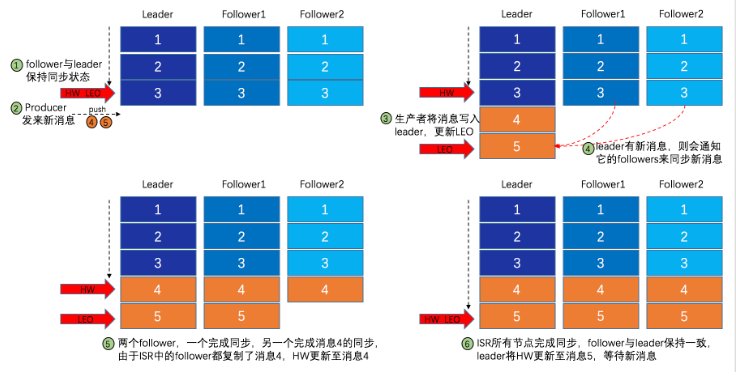 Leader Follower1 Follower2
1 1 1
① follower与leader
保持同步状态
2 2 2
HW LEO
3 3 3
② Producer
发来新消息
push
4 5
Leader Follower1 Follower2
1 1 1
2 2 2
HW
3 3 3
③ 生产者将消息写入
leader，更新LEO
4
LEO
5
④ leader有新消息，则会通知
它的followers来同步新消息
Leader Follower1 Follower2
1 1 1
2 2 2
3 3 3
HW
4 4 4
LEO
5 5
⑤ 两个follower，一个完成同步，另一个完成消息4的同步，
由于ISR中的follower都复制了消息4，HW更新至消息4
Leader Follower1 Follower2
1 1 1
2 2 2
3 3 3
4 4 4
HW LEO
5 5 5
⑥ ISR所有节点完成同步，follower与leader保持一致，
leader将HW更新至消息5，等待新消息